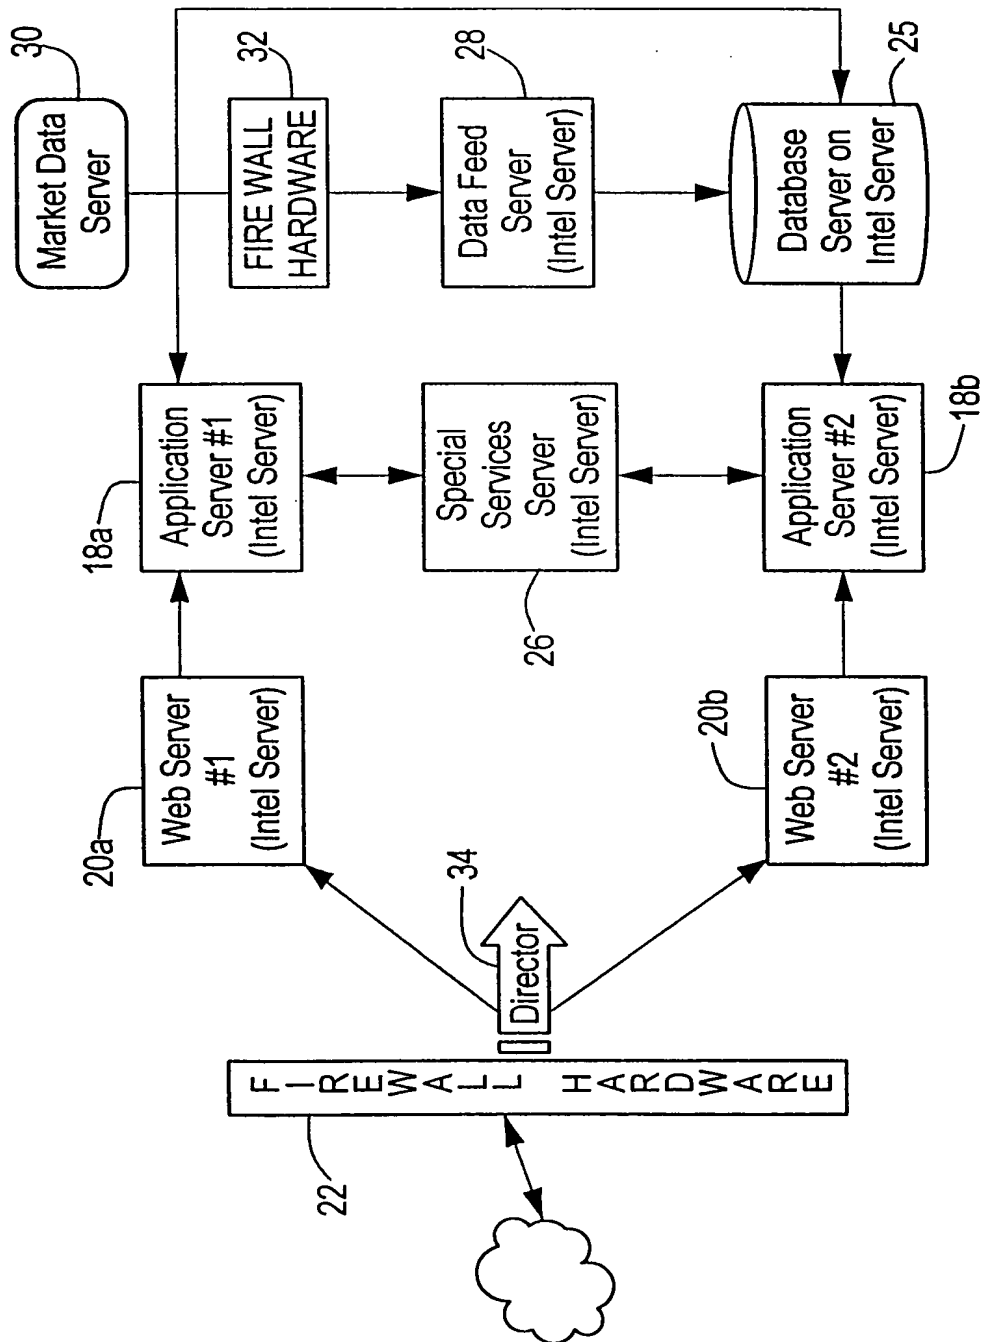 30
Market Data
Server
32
FIRE WALL
HARDWARE
28
Data Feed
Server
(Intel Server)
25
Database
Server on
Intel Server
18a
Application
Server #1
(Intel Server)
Special
Services
Server
(Intel Server)
26
Application
Server #2
(Intel Server)
18b
20a
Web Server
#1
(Intel Server)
20b
Web Server
#2
(Intel Server)
34
Director
FIREWALL HARDWARE
22